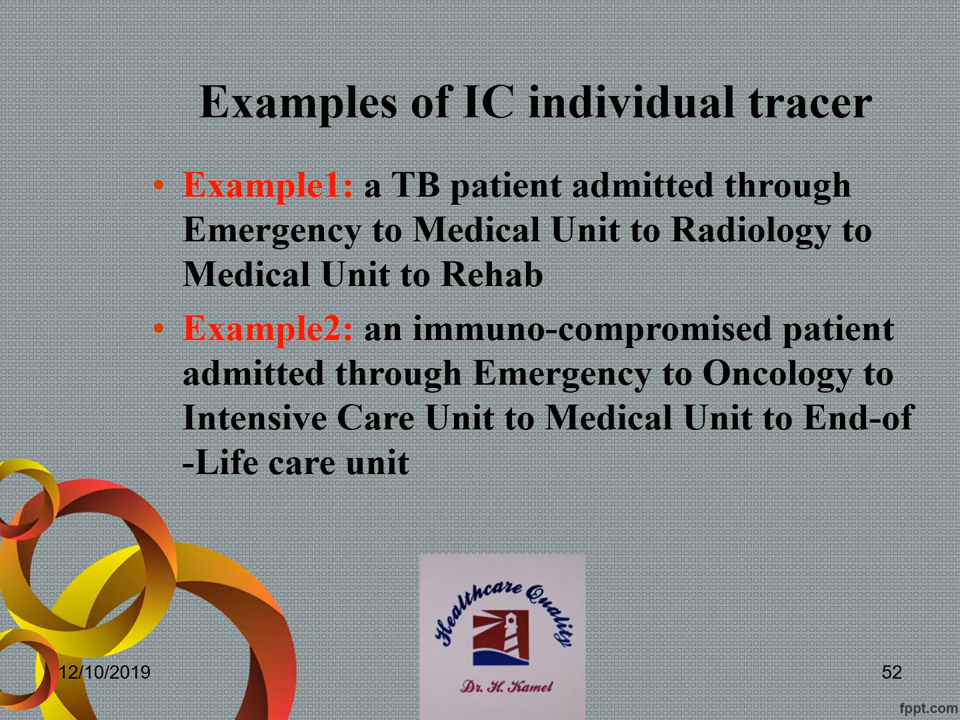 Examples of IC individual tracer
• Example1: a TB patient admitted through
Emergency to Medical Unit to Radiology to
Medical Unit to Rehab
• Example2: an immuno-compromised patient
admitted through Emergency to Oncology to
Intensive Care Unit to Medical Unit to End-of
-Life care unit
Healthcare Quality
Dr. H. Kamel
12/10/2019
52
fppt.com